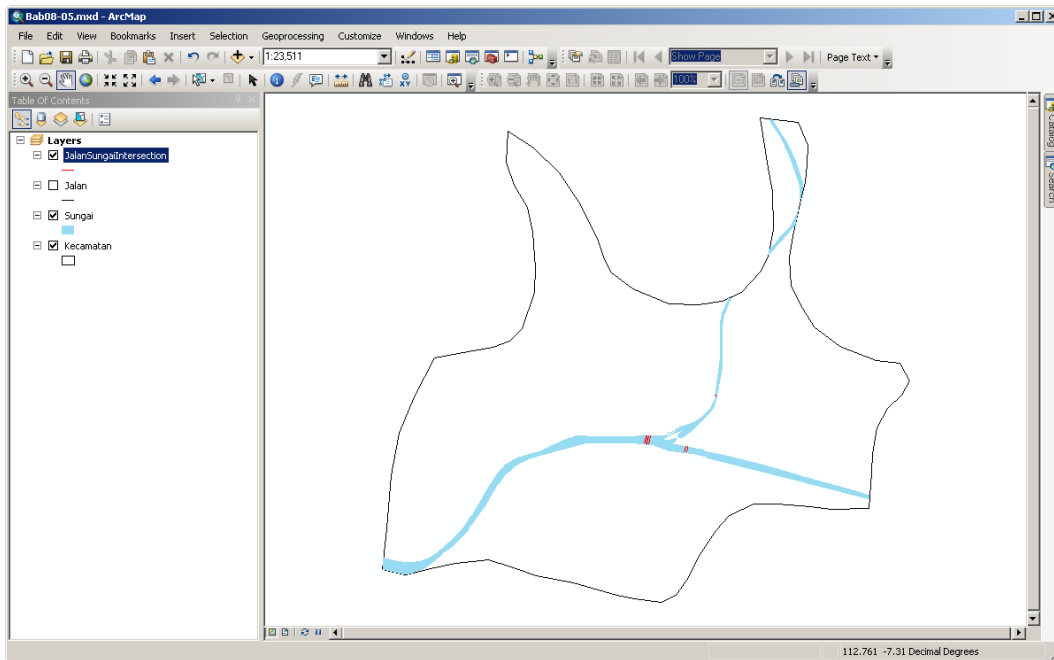 Bab08-05.mxd - ArcMap
File Edit View Bookmarks Insert Selection Geoprocessing Customize Windows Help
1:23,511 Show Page Page Text
100%
Table Of Contents
Layers
JalanSungaiIntersection
Jalan
Sungai
Kecamatan
Catalog
Search
112.761 -7.31 Decimal Degrees